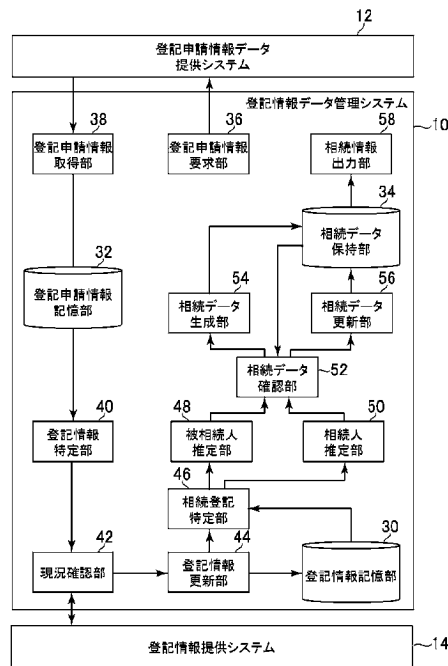 12
登記申請情報データ
提供システム
登記情報データ管理システム
10
38
登記申請情報
取得部
36
登記申請情報
要求部
58
相続情報
出力部
34
相続データ
保持部
32
登記申請情報
記憶部
54
相続データ
生成部
56
相続データ
更新部
相続データ
確認部
52
40
登記情報
特定部
48
被相続人
推定部
50
相続人
推定部
46
相続登記
特定部
42
現況確認部
44
登記情報
更新部
30
登記情報記憶部
登記情報提供システム
14